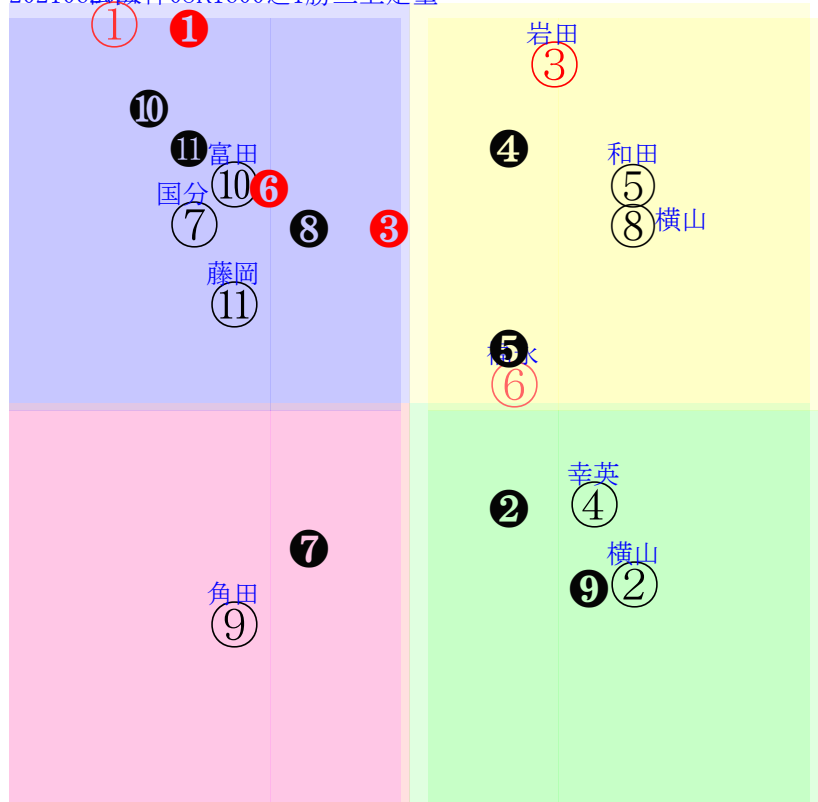 ① ❶
岩田
③
❿
⓫ 富田 ❹ 和田
国分 ⑩ ❻ ⑤
⑦ ❽ ❸ ⑧ 横山
藤岡
⑪
❺
⑥
幸英
❷ ④
❼ 横山
❾ ②
角田
⑨